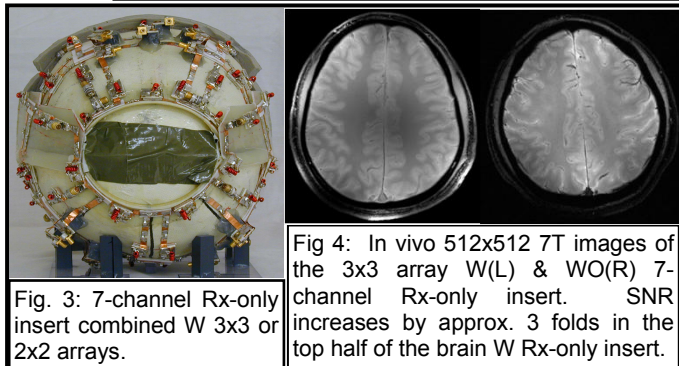 Fig. 3: 7-channel Rx-only
insert combined W 3x3 or
2x2 arrays.
Fig 4: In vivo 512x512 7T images of
the 3x3 array W(L) & WO(R) 7-
channel Rx-only insert. SNR
increases by approx. 3 folds in the
top half of the brain W Rx-only insert.